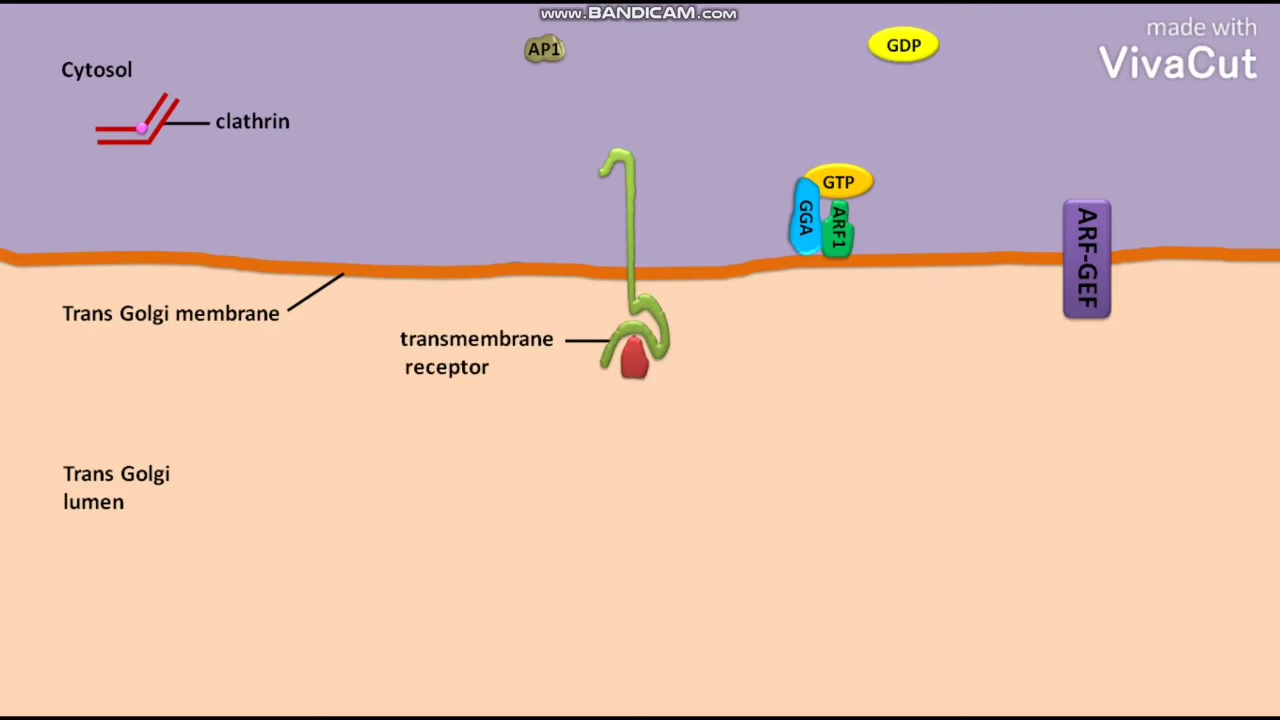 www.BANDICAM.com
made with
VivaCut
AP1
GDP
Cytosol
clathrin
GTP
GGA
ARF1
ARF-GEF
Trans Golgi membrane
transmembrane
receptor
Trans Golgi
lumen